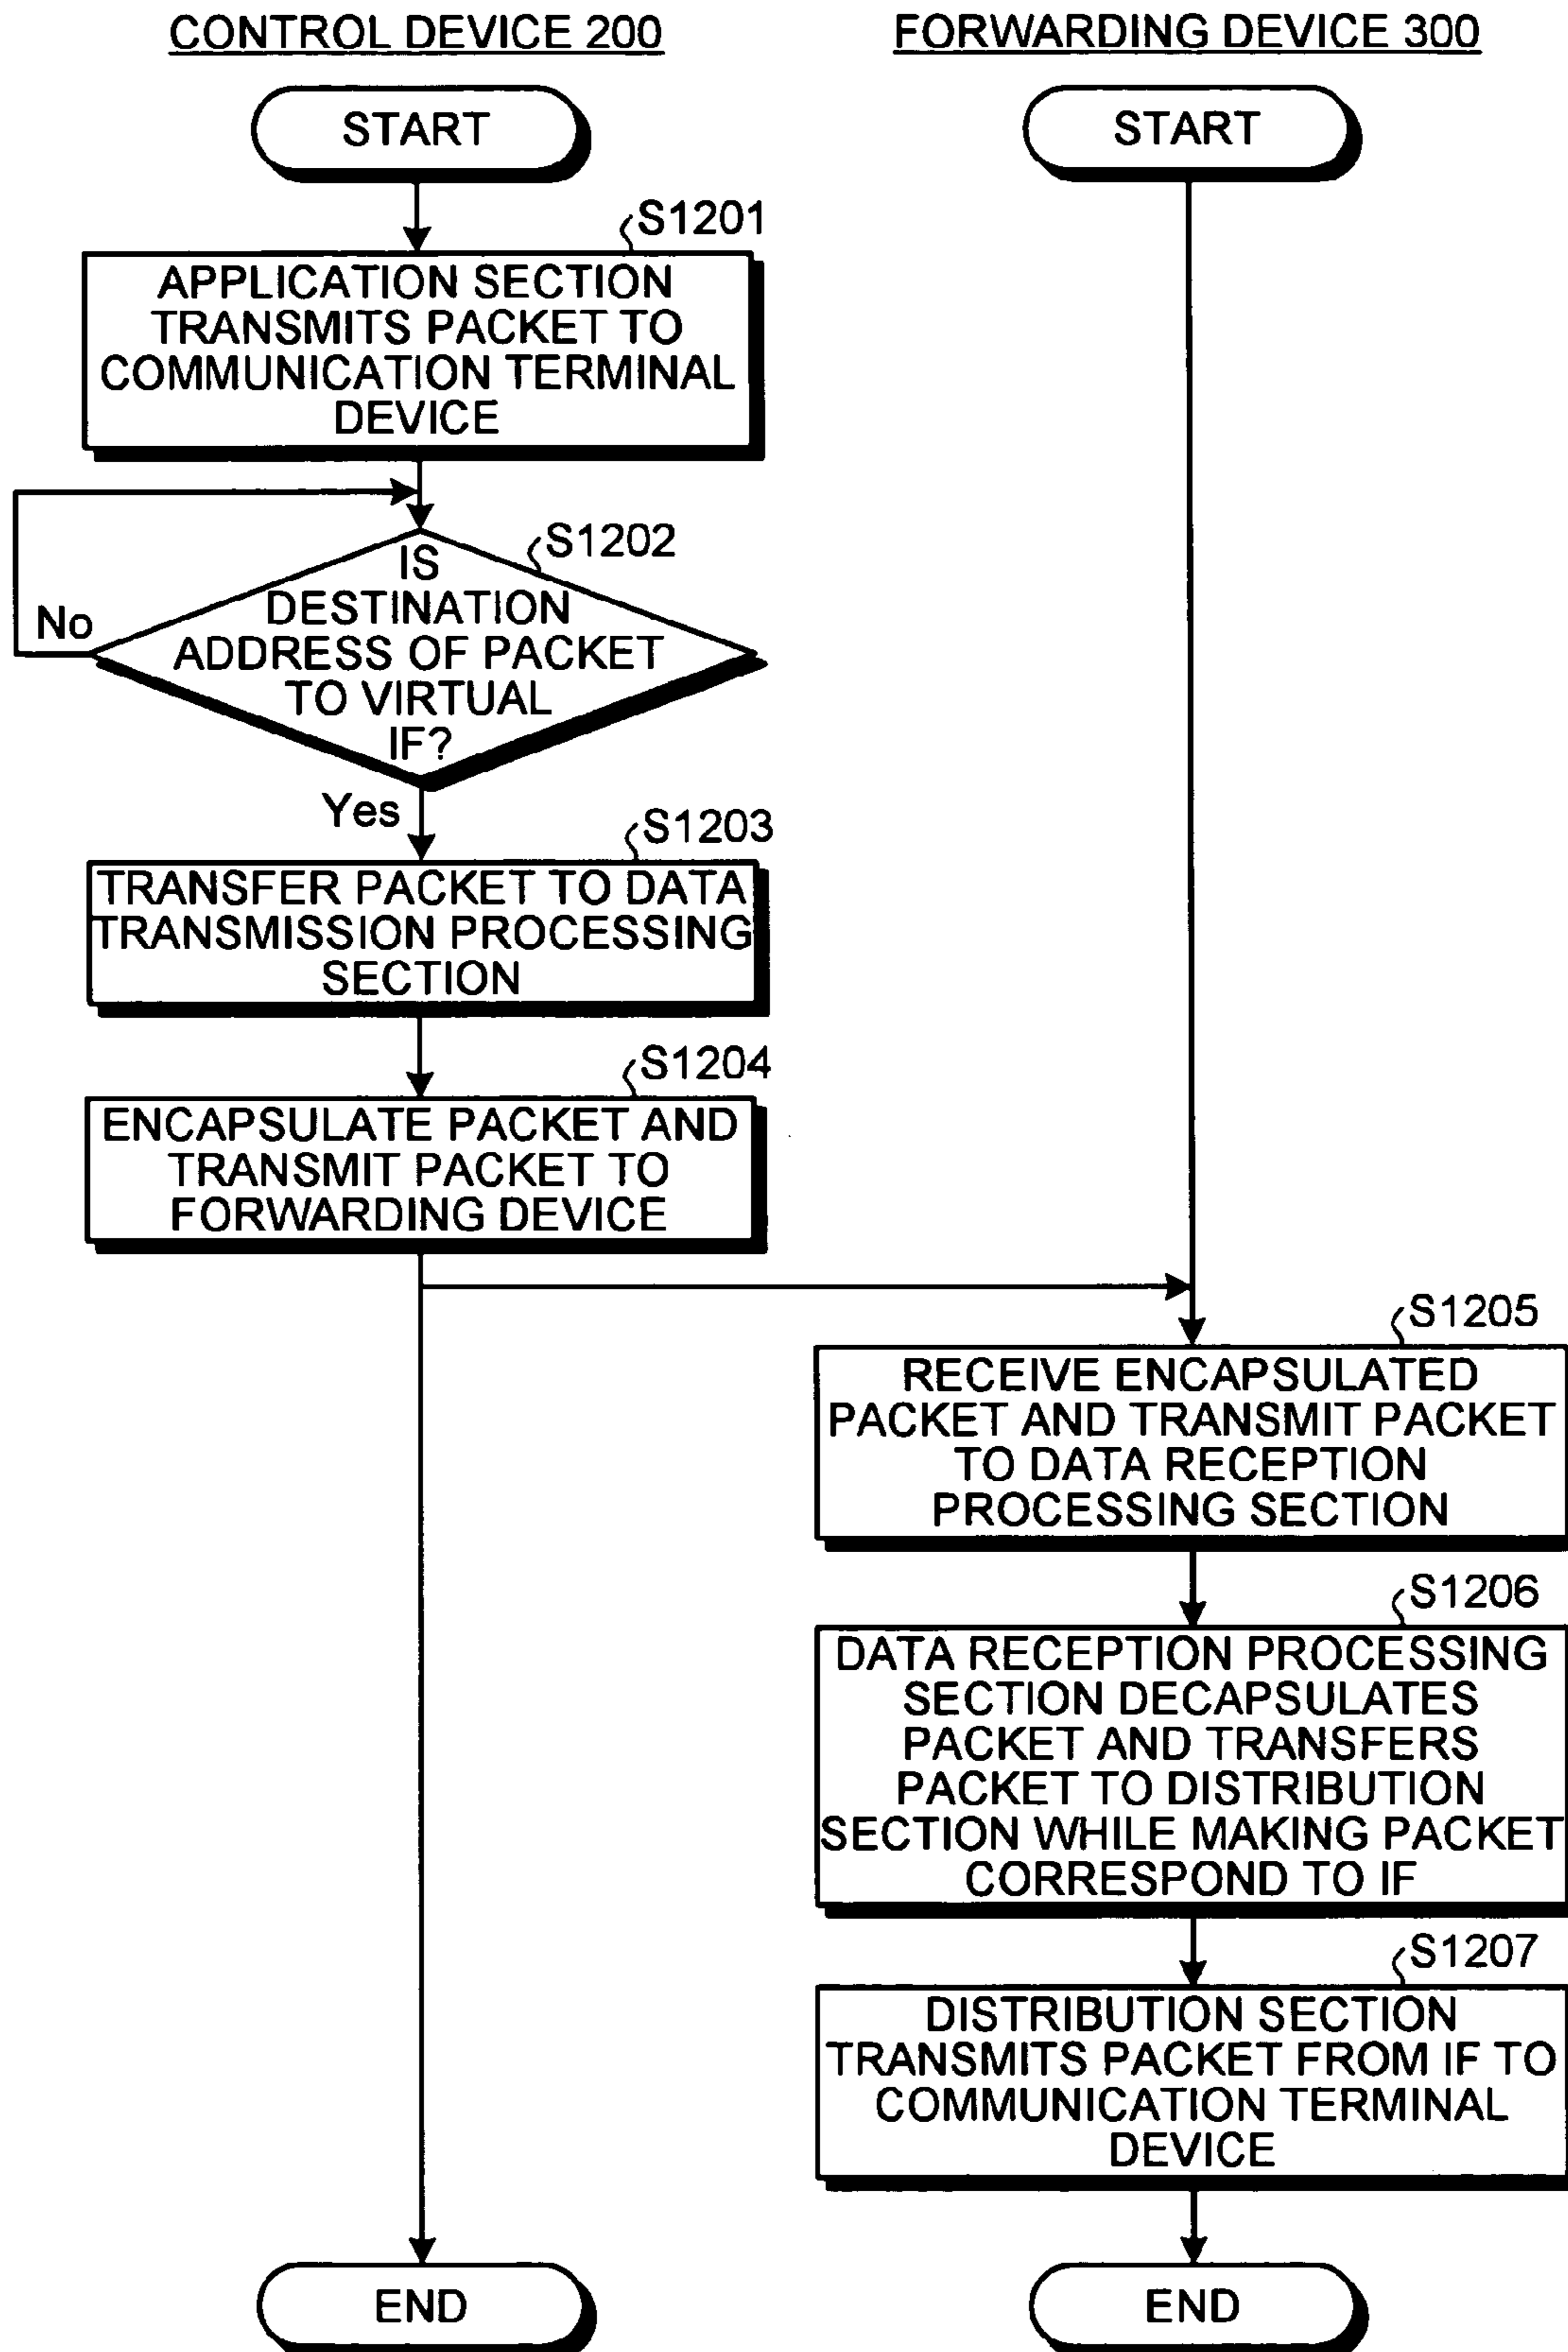 CONTROL DEVICE 200
FORWARDING DEVICE 300
START
START
S1201
APPLICATION SECTION
TRANSMITS PACKET TO
COMMUNICATION TERMINAL
DEVICE
S1202
IS
DESTINATION
ADDRESS OF PACKET
TO VIRTUAL
IF?
No
Yes
S1203
TRANSFER PACKET TO DATA
TRANSMISSION PROCESSING
SECTION
S1204
ENCAPSULATE PACKET AND
TRANSMIT PACKET TO
FORWARDING DEVICE
S1205
RECEIVE ENCAPSULATED
PACKET AND TRANSMIT PACKET
TO DATA RECEPTION
PROCESSING SECTION
S1206
DATA RECEPTION PROCESSING
SECTION DECAPSULATES
PACKET AND TRANSFERS
PACKET TO DISTRIBUTION
SECTION WHILE MAKING PACKET
CORRESPOND TO IF
S1207
DISTRIBUTION SECTION
TRANSMITS PACKET FROM IF TO
COMMUNICATION TERMINAL
DEVICE
END
END